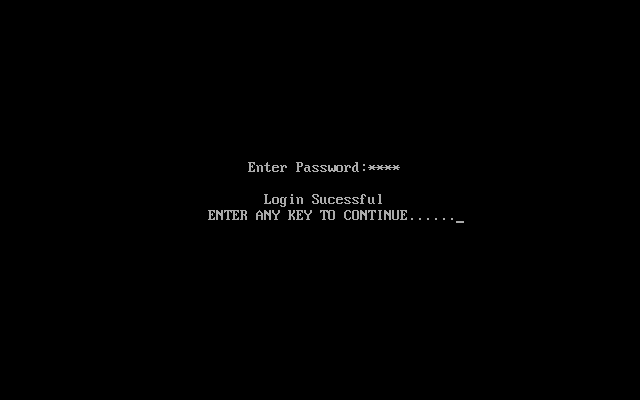 Enter Password:****
Login Sucessful
ENTER ANY KEY TO CONTINUE......_